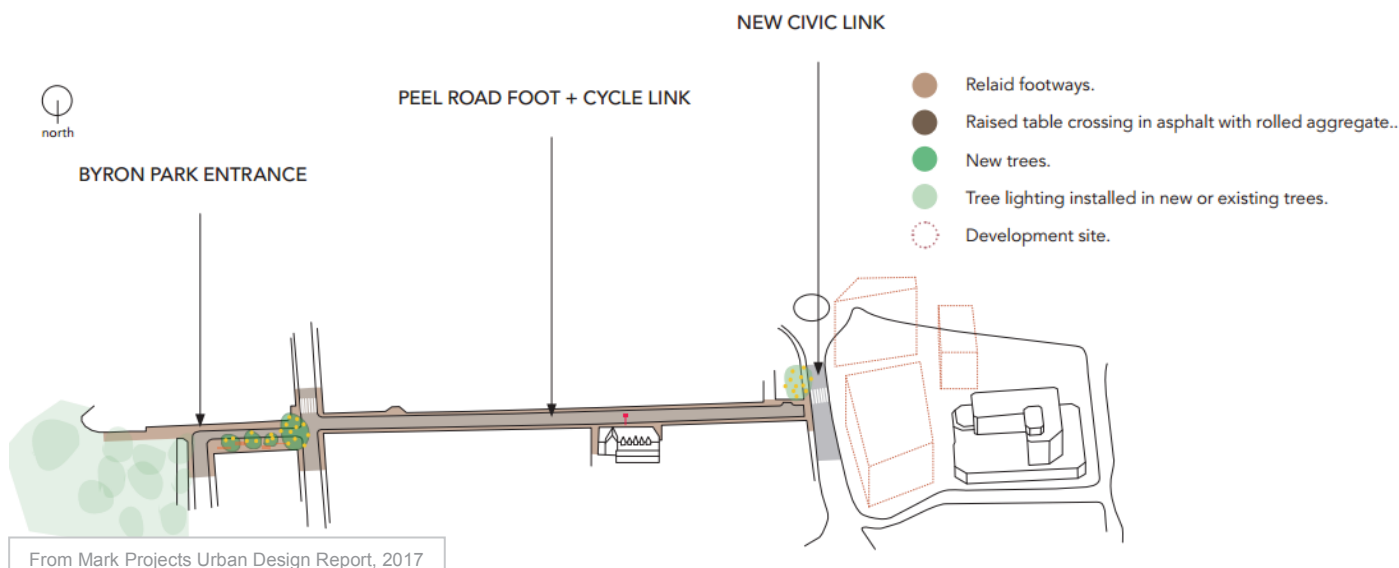 NEW CIVIC LINK
north
PEEL ROAD FOOT + CYCLE LINK
BYRON PARK ENTRANCE
Relaid footways.
Raised table crossing in asphalt with rolled aggregate..
New trees.
Tree lighting installed in new or existing trees.
Development site.
From Mark Projects Urban Design Report, 2017